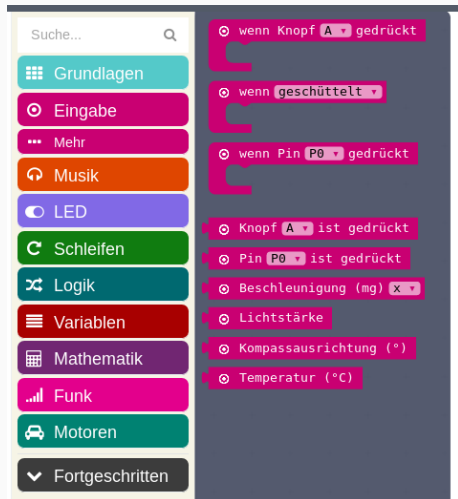 Suche...
Grundlagen
Eingabe
Mehr
Musik
LED
Schleifen
Logik
Variablen
Mathematik
Funk
Motoren
Fortgeschritten
wenn Knopf A gedrückt
wenn geschüttelt
wenn Pin P0 gedrückt
Knopf A ist gedrückt
Pin P0 ist gedrückt
Beschleunigung (mg) x
Lichtstärke
Kompassausrichtung (°)
Temperatur (°C)